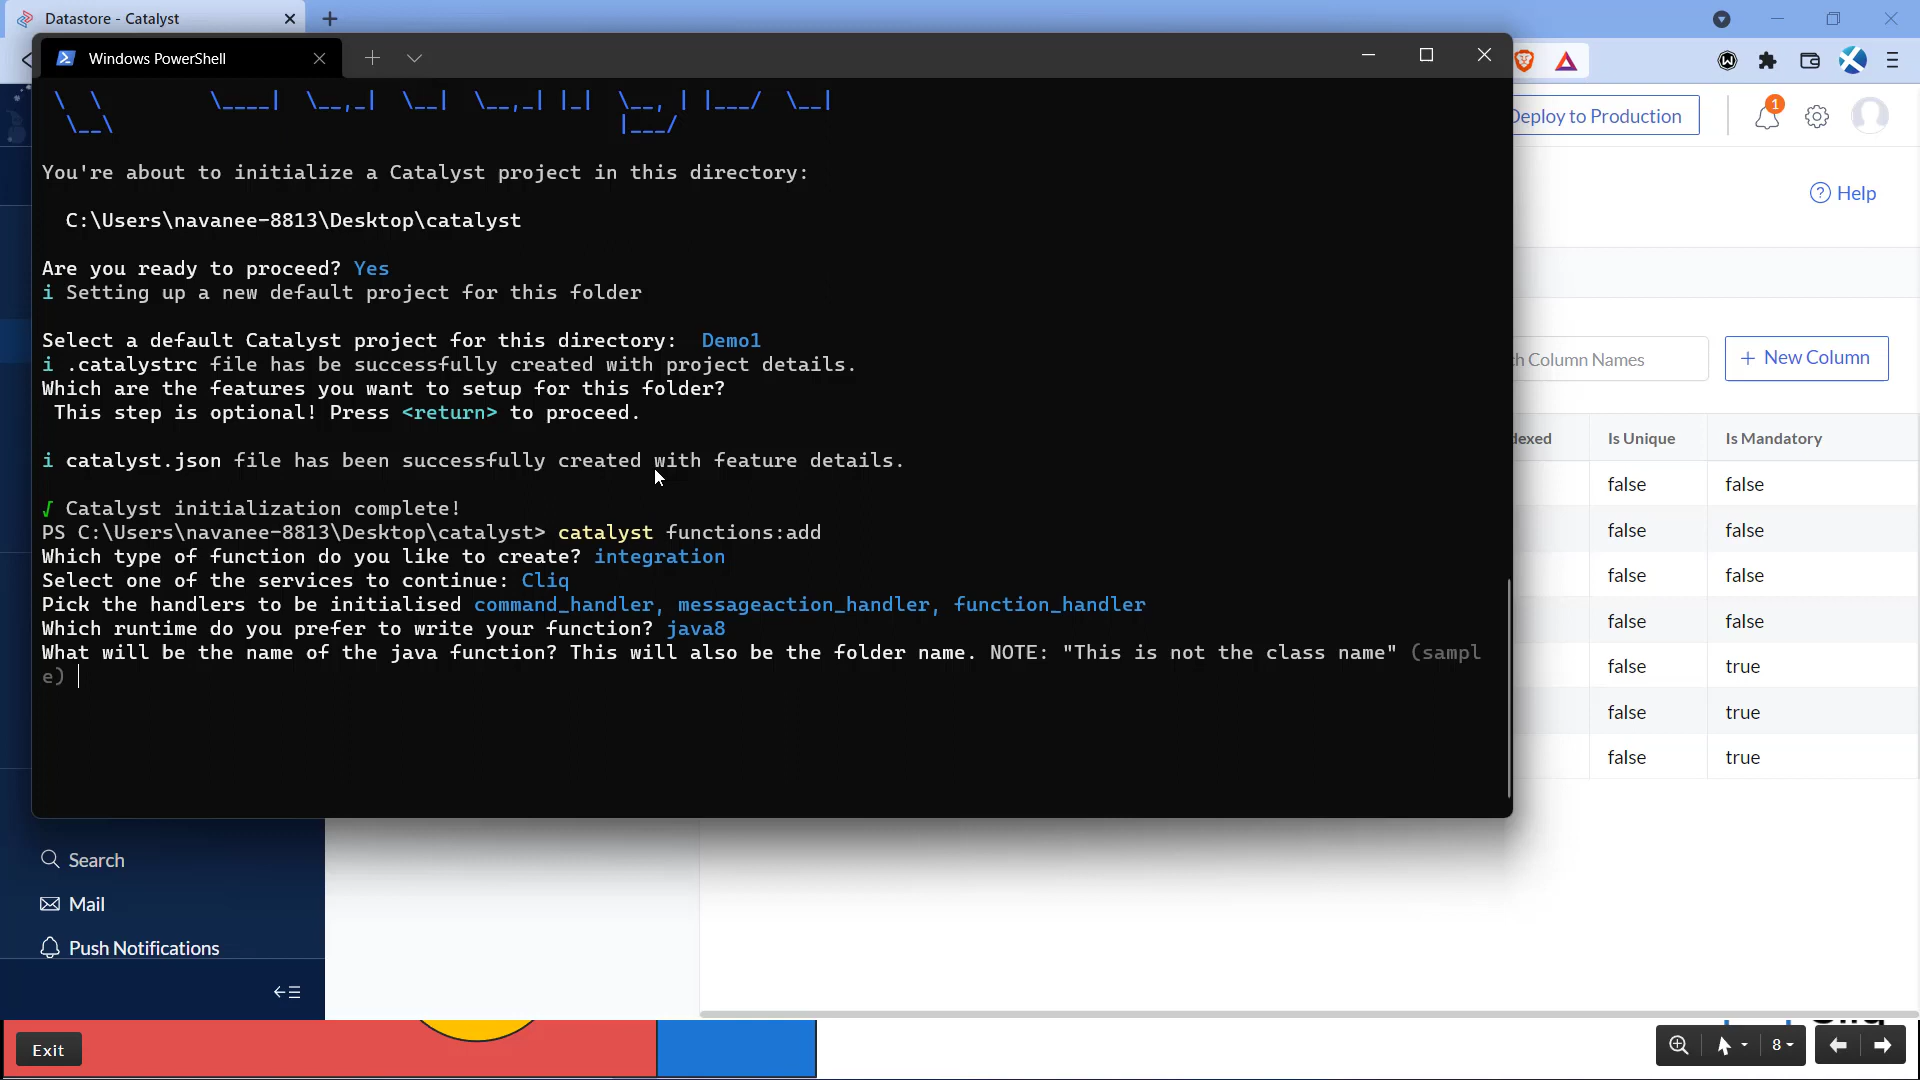 Datastore - Catalyst
Windows PowerShell
You're about to initialize a Catalyst project in this directory:
C:\Users\navanee-8813\Desktop\catalyst
Are you ready to proceed? Yes
i Setting up a new default project for this folder
Select a default Catalyst project for this directory:  Demo1
i .catalystrc file has be successfully created with project details.
Which are the features you want to setup for this folder?
This step is optional! Press <return> to proceed.
i catalyst.json file has been successfully created with feature details.
√ Catalyst initialization complete!
PS C:\Users\navanee-8813\Desktop\catalyst> catalyst functions:add
Which type of function do you like to create? integration
Select one of the services to continue: Cliq
Pick the handlers to be initialised command_handler, messageaction_handler, function_handler
Which runtime do you prefer to write your function? java8
What will be the name of the java function? This will also be the folder name. NOTE: "This is not the class name" (sampl
e)
Deploy to Production
1
Help
Column Names
+ New Column
Is Unique Is Mandatory
false false
false false
false false
false false
false true
false true
false true
Search
Mail
Push Notifications
Exit
8